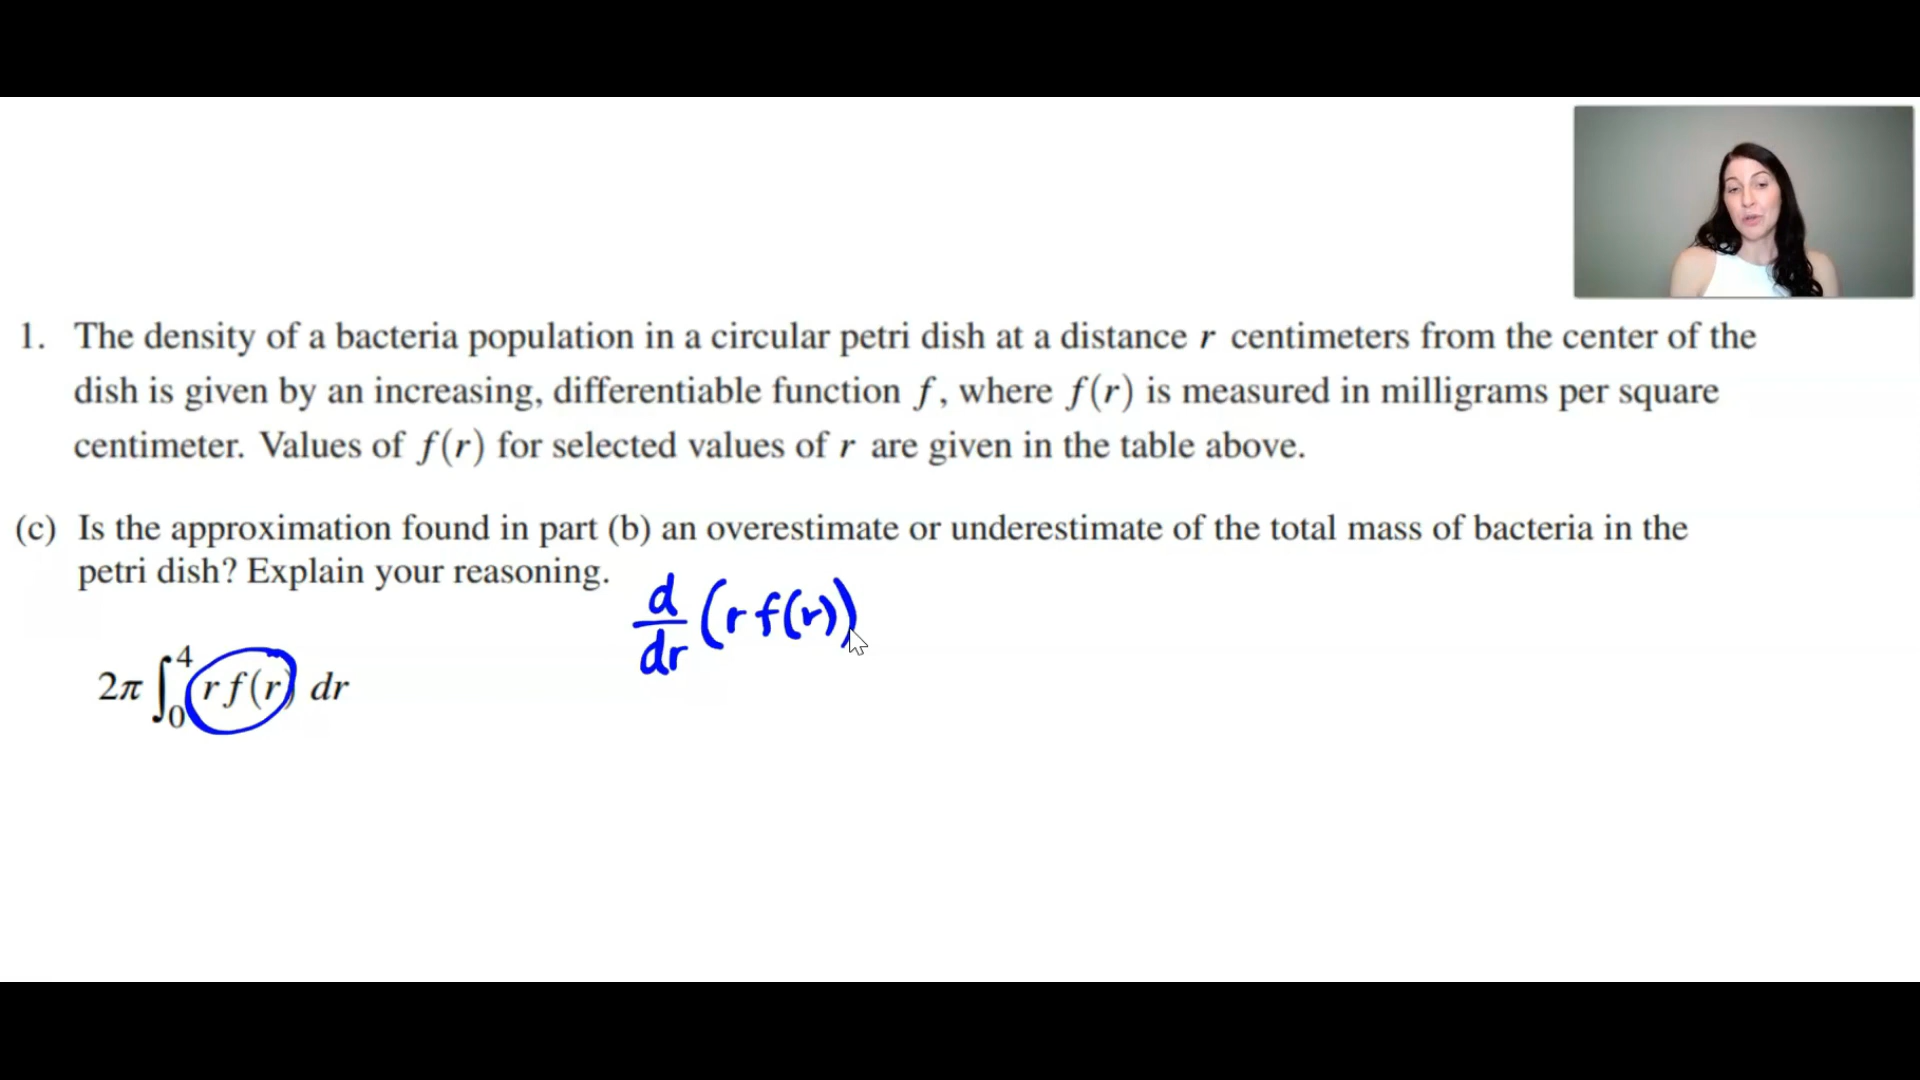 1. The density of a bacteria population in a circular petri dish at a distance r centimeters from the center of the
dish is given by an increasing, differentiable function f, where f(r) is measured in milligrams per square
centimeter. Values of f(r) for selected values of r are given in the table above.
(c) Is the approximation found in part (b) an overestimate or underestimate of the total mass of bacteria in the
petri dish? Explain your reasoning.
d/dr (r f(r))
2π ∫₀⁴ r f(r) dr